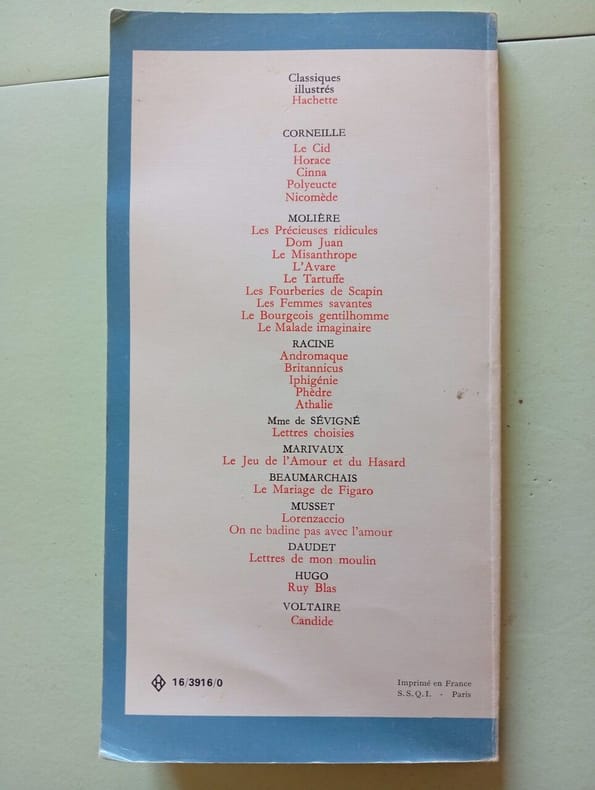 Classiques
illustrés
Hachette
CORNEILLE
Le Cid
Horace
Cinna
Polyeucte
Nicomède
MOLIÈRE
Les Précieuses ridicules
Dom Juan
Le Misanthrope
L'Avare
Le Tartuffe
Les Fourberies de Scapin
Les Femmes savantes
Le Bourgeois gentilhomme
Le Malade imaginaire
RACINE
Andromaque
Britannicus
Iphigénie
Phèdre
Athalie
Mme de SÉVIGNÉ
Lettres choisies
MARIVAUX
Le Jeu de l'Amour et du Hasard
BEAUMARCHAIS
Le Mariage de Figaro
MUSSET
Lorenzaccio
On ne badine pas avec l'amour
DAUDET
Lettres de mon moulin
HUGO
Ruy Blas
VOLTAIRE
Candide
H 16/3916/0
Imprimé en France
S.S.Q.I. - Paris